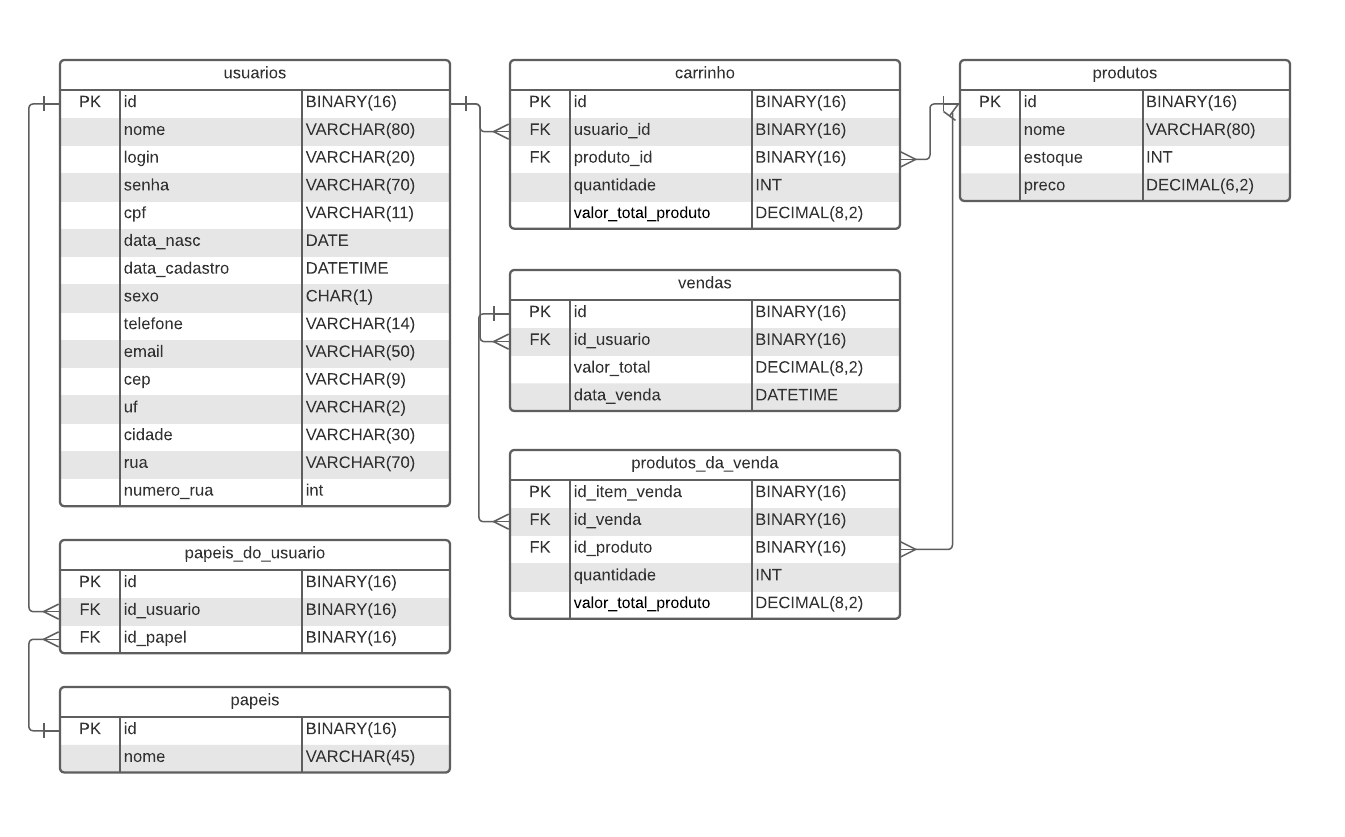 usuarios
PK id BINARY(16)
nome VARCHAR(80)
login VARCHAR(20)
senha VARCHAR(70)
cpf VARCHAR(11)
data_nasc DATE
data_cadastro DATETIME
sexo CHAR(1)
telefone VARCHAR(14)
email VARCHAR(50)
cep VARCHAR(9)
uf VARCHAR(2)
cidade VARCHAR(30)
rua VARCHAR(70)
numero_rua int
papeis_do_usuario
PK id BINARY(16)
FK id_usuario BINARY(16)
FK id_papel BINARY(16)
papeis
PK id BINARY(16)
nome VARCHAR(45)
carrinho
PK id BINARY(16)
FK usuario_id BINARY(16)
FK produto_id BINARY(16)
quantidade INT
valor_total_produto DECIMAL(8,2)
vendas
PK id BINARY(16)
FK id_usuario BINARY(16)
valor_total DECIMAL(8,2)
data_venda DATETIME
produtos_da_venda
PK id_item_venda BINARY(16)
FK id_venda BINARY(16)
FK id_produto BINARY(16)
quantidade INT
valor_total_produto DECIMAL(8,2)
produtos
PK id BINARY(16)
nome VARCHAR(80)
estoque INT
preco DECIMAL(6,2)